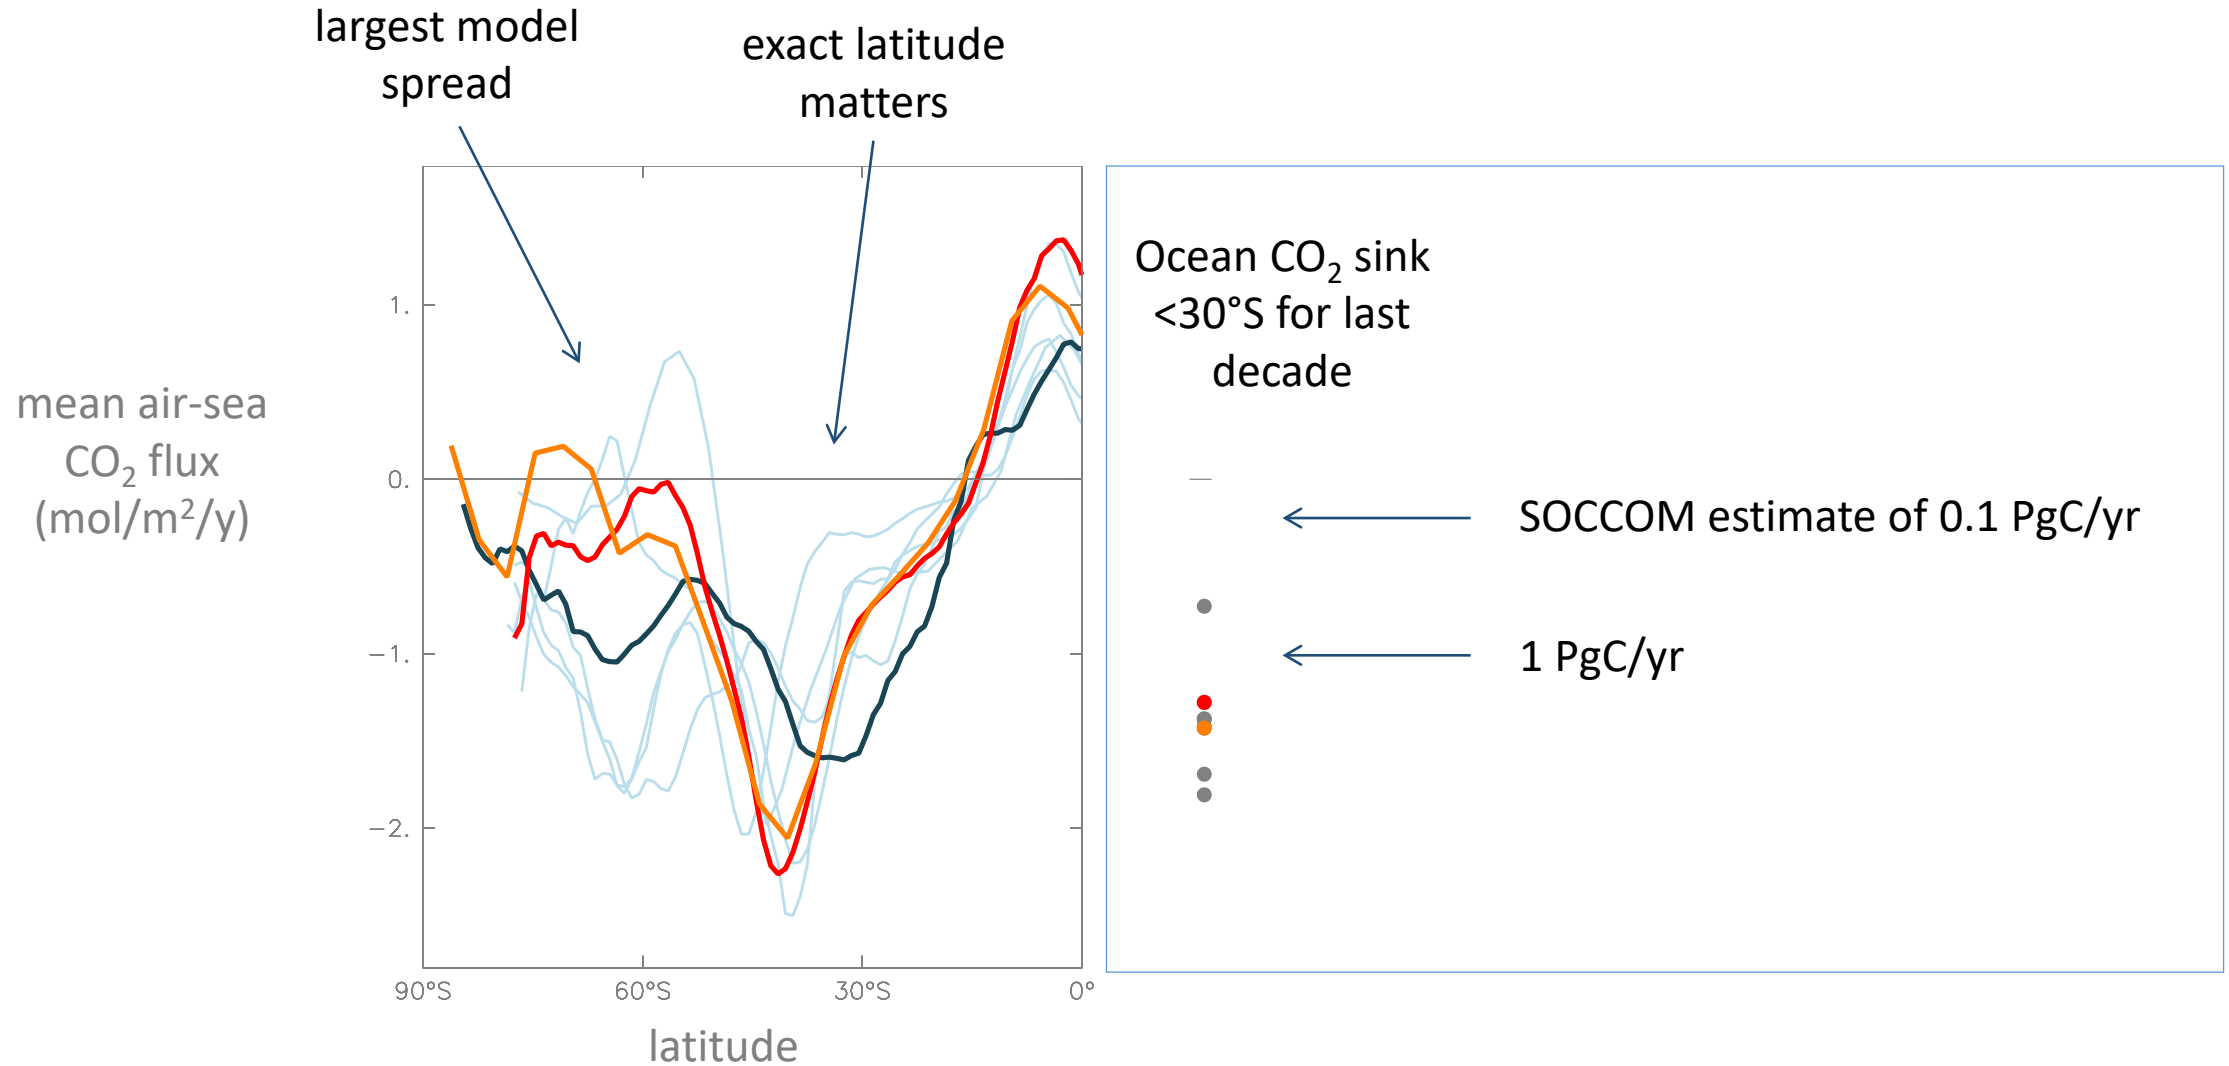 largest model
spread
exact latitude
matters
mean air-sea
CO₂ flux
(mol/m²/y)
1.
0.
−1.
−2.
90°S
60°S
30°S
0°
latitude
Ocean CO₂ sink
<30°S for last
decade
SOCCOM estimate of 0.1 PgC/yr
1 PgC/yr